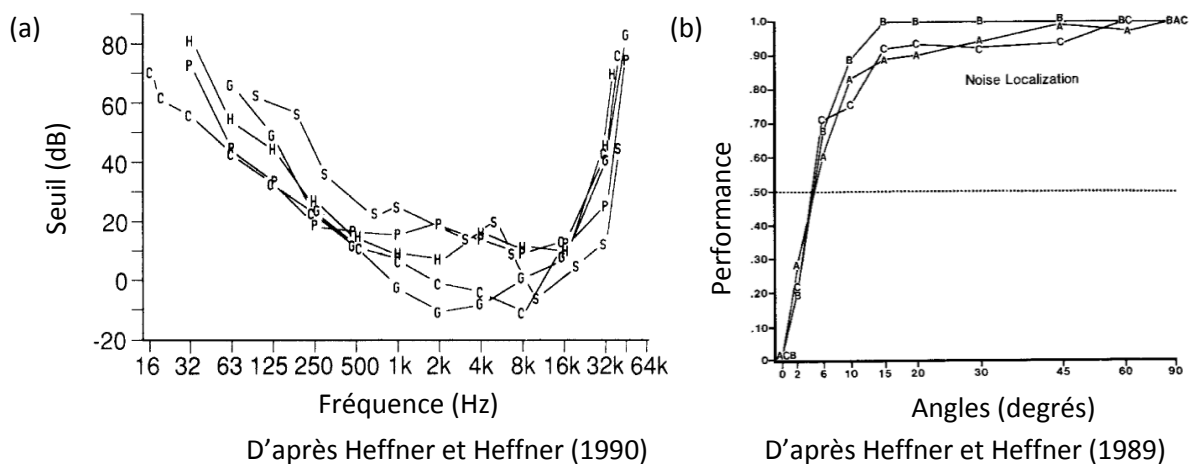 (a)
80
60
40
20
0
-20
Seuil (dB)
16 32 63 125 250 500 1k 2k 4k 8k 16k 32k 64k
Fréquence (Hz)
D’après Heffner et Heffner (1990)
(b)
1.0
.90
.80
.70
.60
.50
.40
.30
.20
.10
0
Performance
Noise Localization
BAC
BC
ACB
0 2 6 10 15 20 30 45 60 90
Angles (degrés)
D’après Heffner et Heffner (1989)